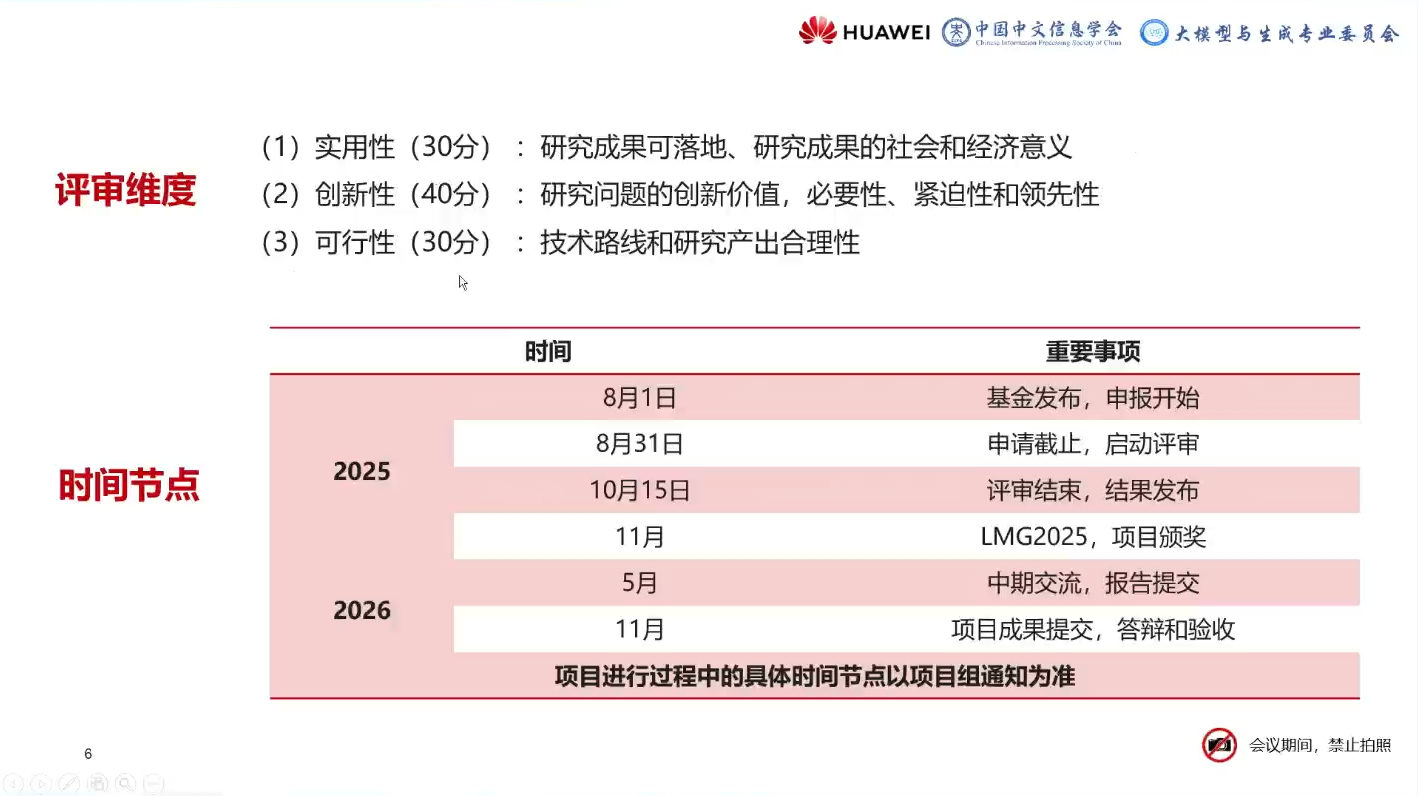 HUAWEI 中国中文信息学会 大模型与生成专业委员会
Chinese Information Processing Society of China
评审维度
（1）实用性（30分）：研究成果可落地、研究成果的社会和经济意义
（2）创新性（40分）：研究问题的创新价值，必要性、紧迫性和领先性
（3）可行性（30分）：技术路线和研究产出合理性
时间节点
时间 重要事项
2025
8月1日 基金发布，申报开始
8月31日 申请截止，启动评审
10月15日 评审结束，结果发布
11月 LMG2025，项目颁奖
2026
5月 中期交流，报告提交
11月 项目成果提交，答辩和验收
项目进行过程中的具体时间节点以项目组通知为准
6
会议期间，禁止拍照